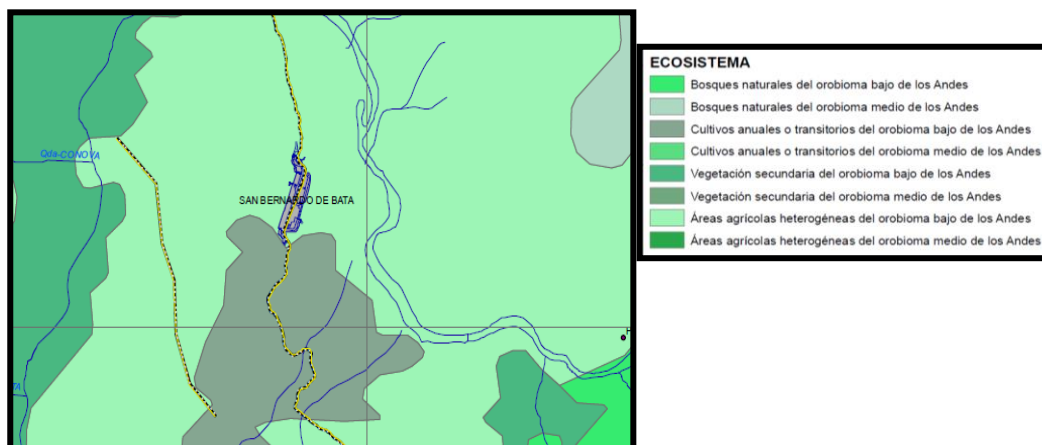 Qda-CONOVA
SAN BERNARDO DE BATA
ECOSISTEMA
Bosques naturales del orobioma bajo de los Andes
Bosques naturales del orobioma medio de los Andes
Cultivos anuales o transitorios del orobioma bajo de los Andes
Cultivos anuales o transitorios del orobioma medio de los Andes
Vegetación secundaria del orobioma bajo de los Andes
Vegetación secundaria del orobioma medio de los Andes
Áreas agrícolas heterogéneas del orobioma bajo de los Andes
Áreas agrícolas heterogéneas del orobioma medio de los Andes